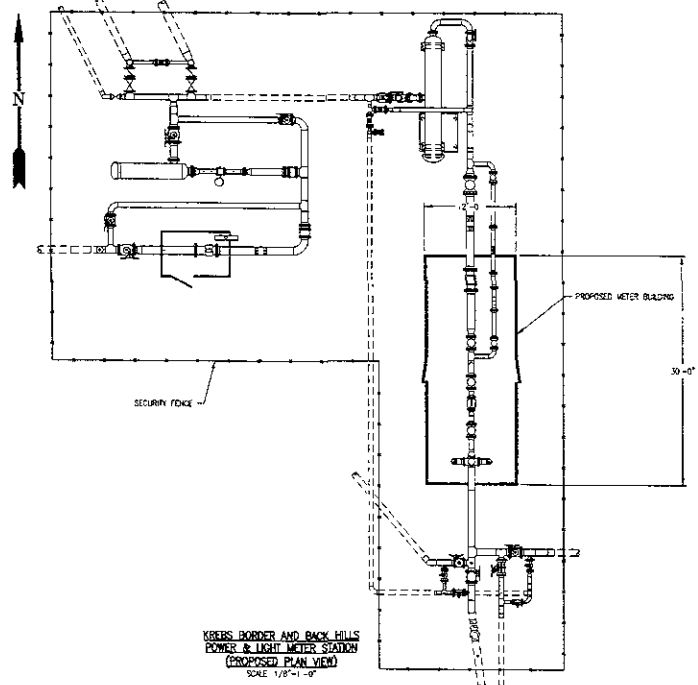 N
12'-0
PROPOSED METER BUILDING
30'-0"
SECURITY FENCE
KREBS BORDER AND BACK HILLS
POWER & LIGHT METER STATION
(PROPOSED PLAN VIEW)
SCALE 1/8"-1'-0"